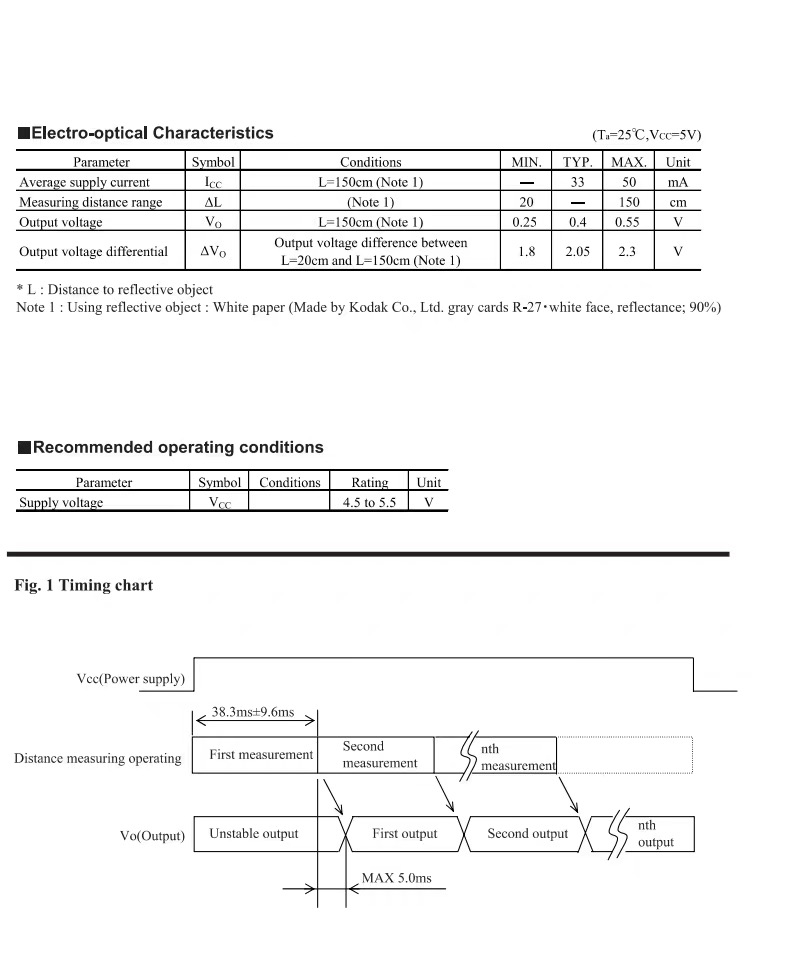 ■Electro-optical Characteristics (Ta=25℃,VCC=5V)
Parameter Symbol Conditions MIN. TYP. MAX. Unit
Average supply current ICC L=150cm (Note 1) — 33 50 mA
Measuring distance range ΔL (Note 1) 20 — 150 cm
Output voltage VO L=150cm (Note 1) 0.25 0.4 0.55 V
Output voltage differential ΔVO Output voltage difference between
L=20cm and L=150cm (Note 1) 1.8 2.05 2.3 V
* L : Distance to reflective object
Note 1 : Using reflective object : White paper (Made by Kodak Co., Ltd. gray cards R-27・white face, reflectance; 90%)
■Recommended operating conditions
Parameter Symbol Conditions Rating Unit
Supply voltage VCC 4.5 to 5.5 V
Fig. 1 Timing chart
Vcc(Power supply)
38.3ms±9.6ms
Distance measuring operating
First measurement
Second
measurement
nth
measurement
Vo(Output)
Unstable output
First output
Second output
nth
output
MAX 5.0ms